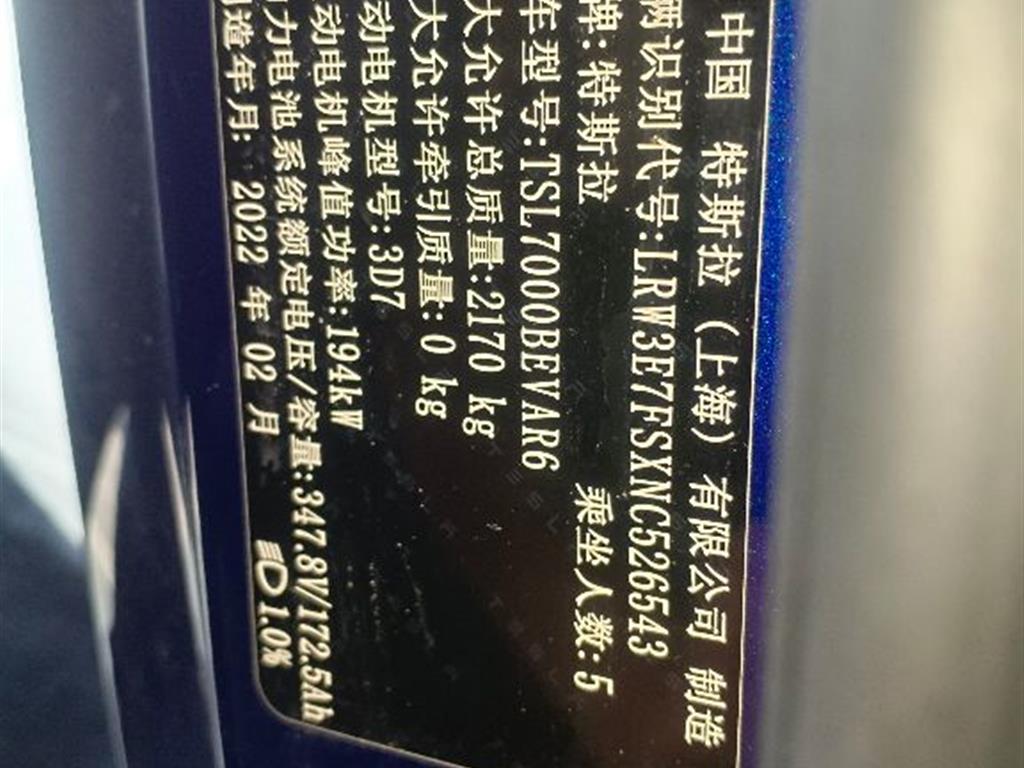 中国 特斯拉（上海）有限公司 制造
辆识别代号:LRW3E7FSXNC526543
牌:特斯拉 乘坐人数:5
车型号:TSL7000BEVAR6
大允许总质量:2170 kg
大允许牵引质量: 0 kg
动电机型号:3D7
动电机峰值功率:194kW
力电池系统额定电压/容量:347.8V/172.5Ah
造年月: 2022 年 02 月 1.0%